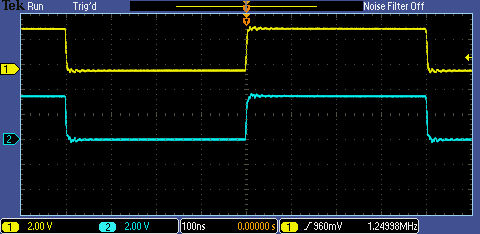 Tek Run Trig'd Noise Filter Off
T
T
1
2
1 2.00 V 2 2.00 V 100ns 0.00000 s 1 960mV 1.24998MHz